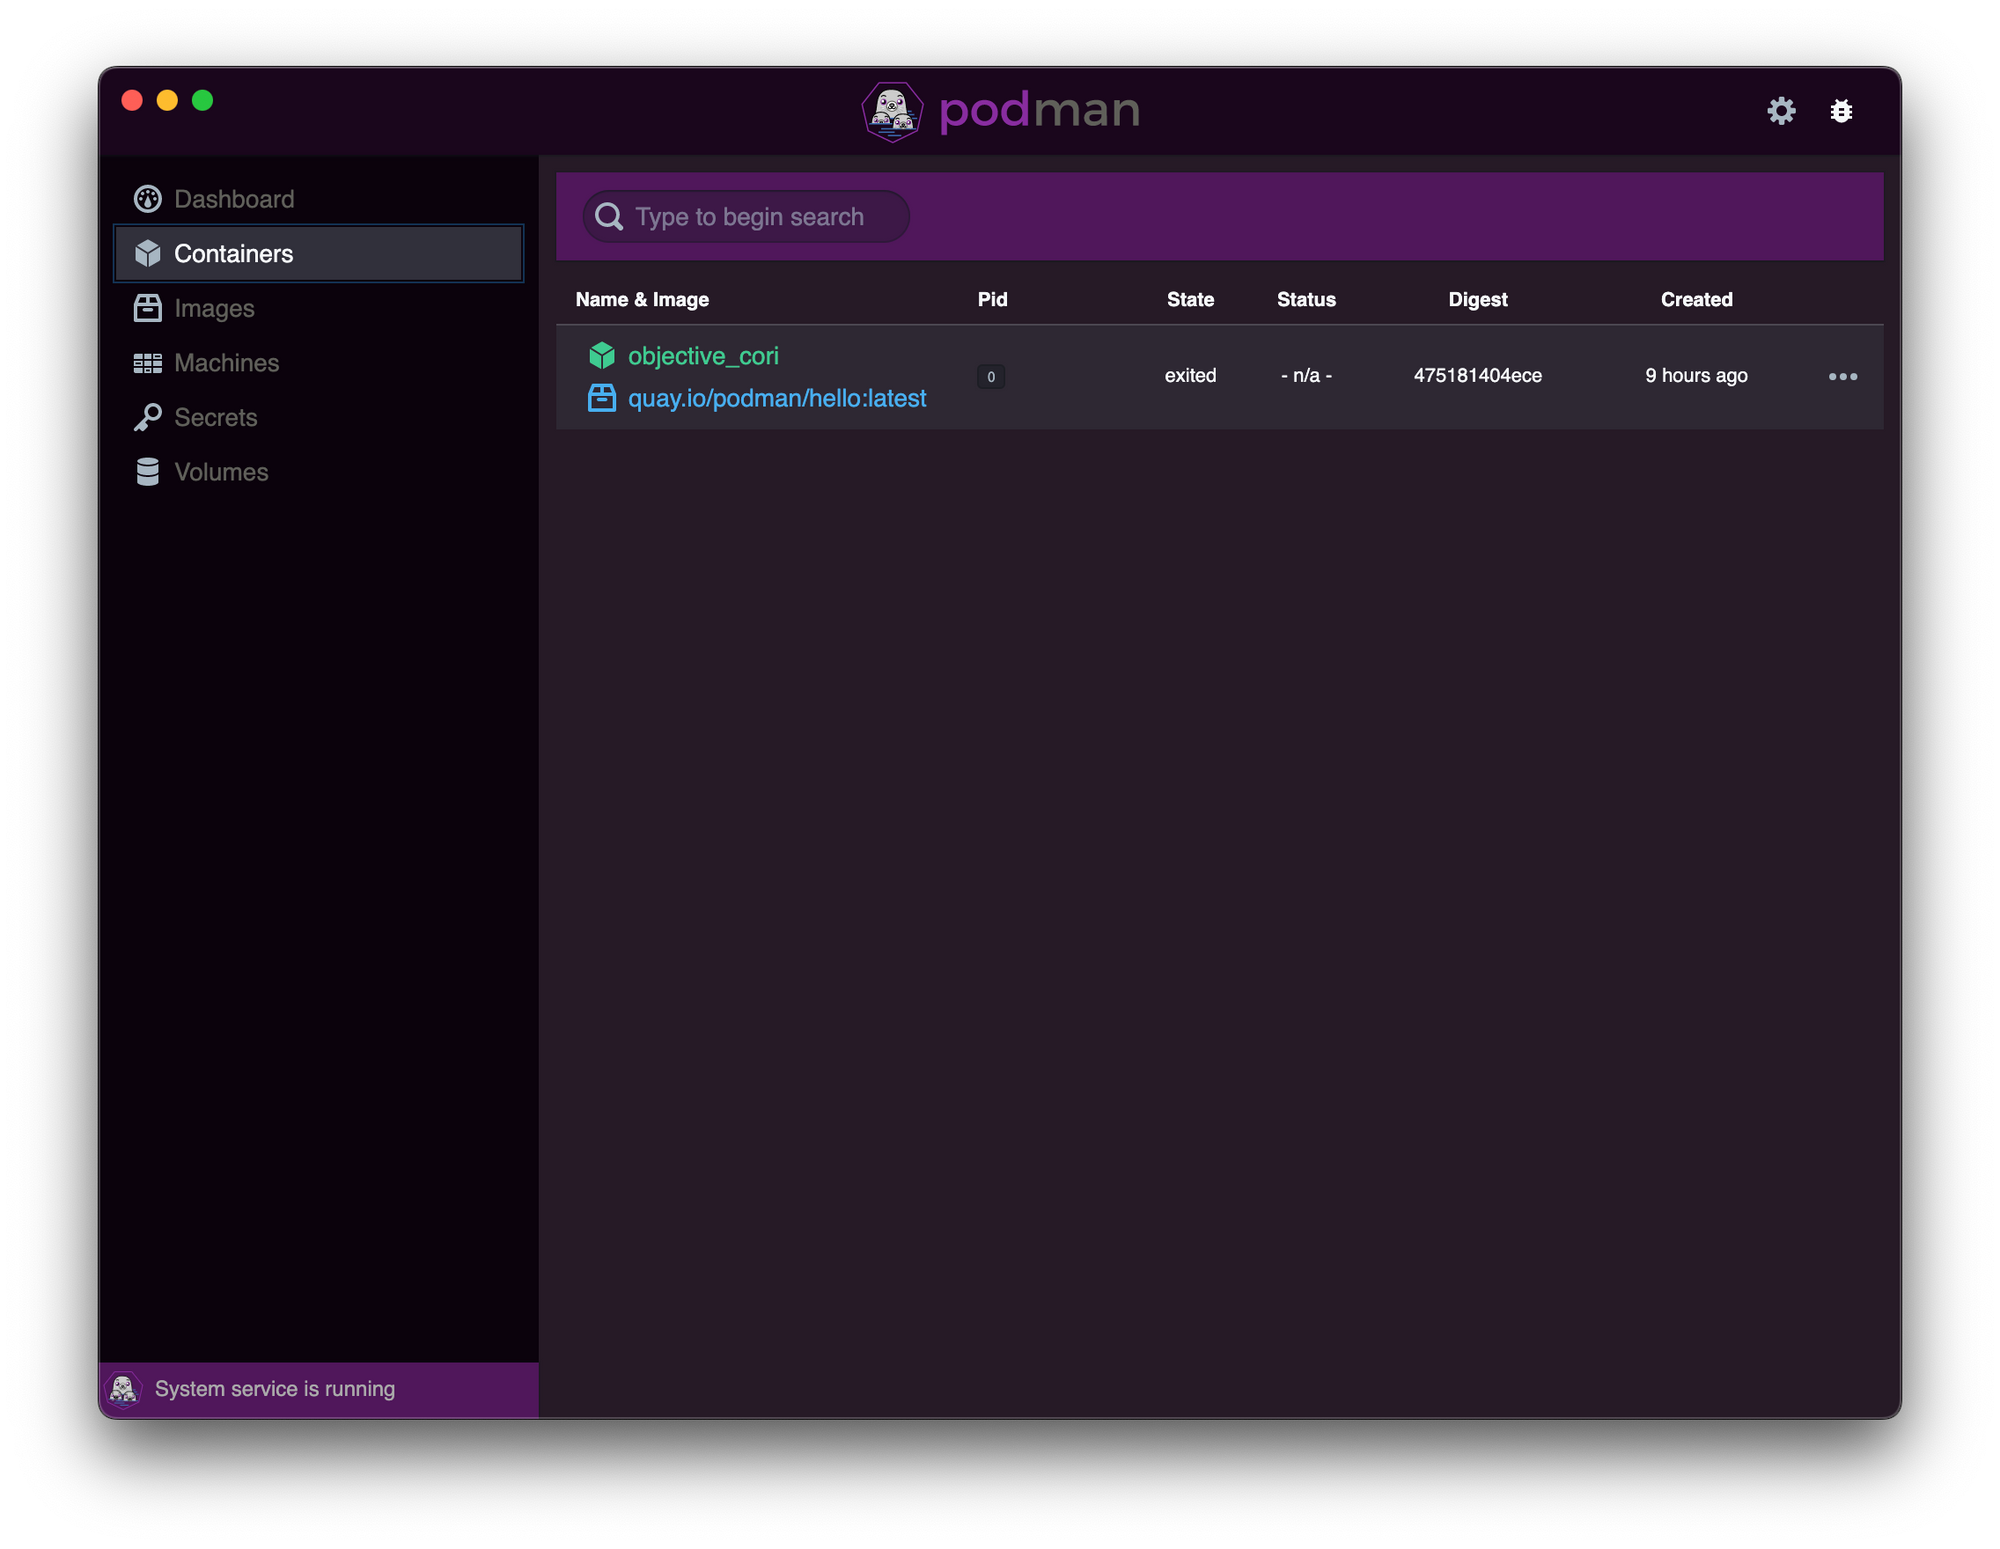 podman
Dashboard
Containers
Images
Machines
Secrets
Volumes
Type to begin search
Name & Image Pid State Status Digest Created
objective_cori
quay.io/podman/hello:latest
0 exited - n/a - 475181404ece 9 hours ago
System service is running